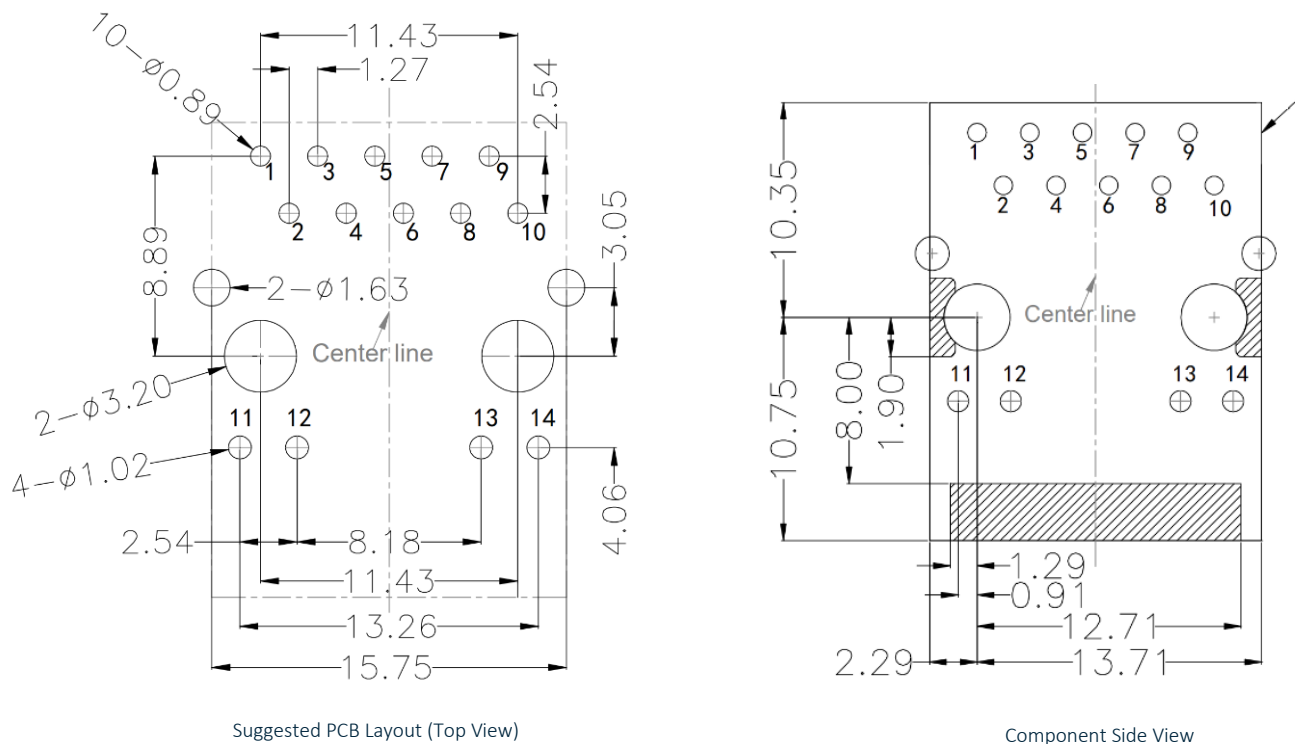 10-ø0.89
11.43
1.27
2.54
1 3 5 7 9
2 4 6 8 10
8.89
3.05
2-ø1.63
Center line
2-ø3.20
11 12 13 14
4-ø1.02
4.06
2.54 8.18
11.43
13.26
15.75
Suggested PCB Layout (Top View)
1 3 5 7 9
2 4 6 8 10
10.35
Center line
10.75
8.00
1.90
11 12 13 14
1.29
0.91
12.71
2.29 13.71
Component Side View